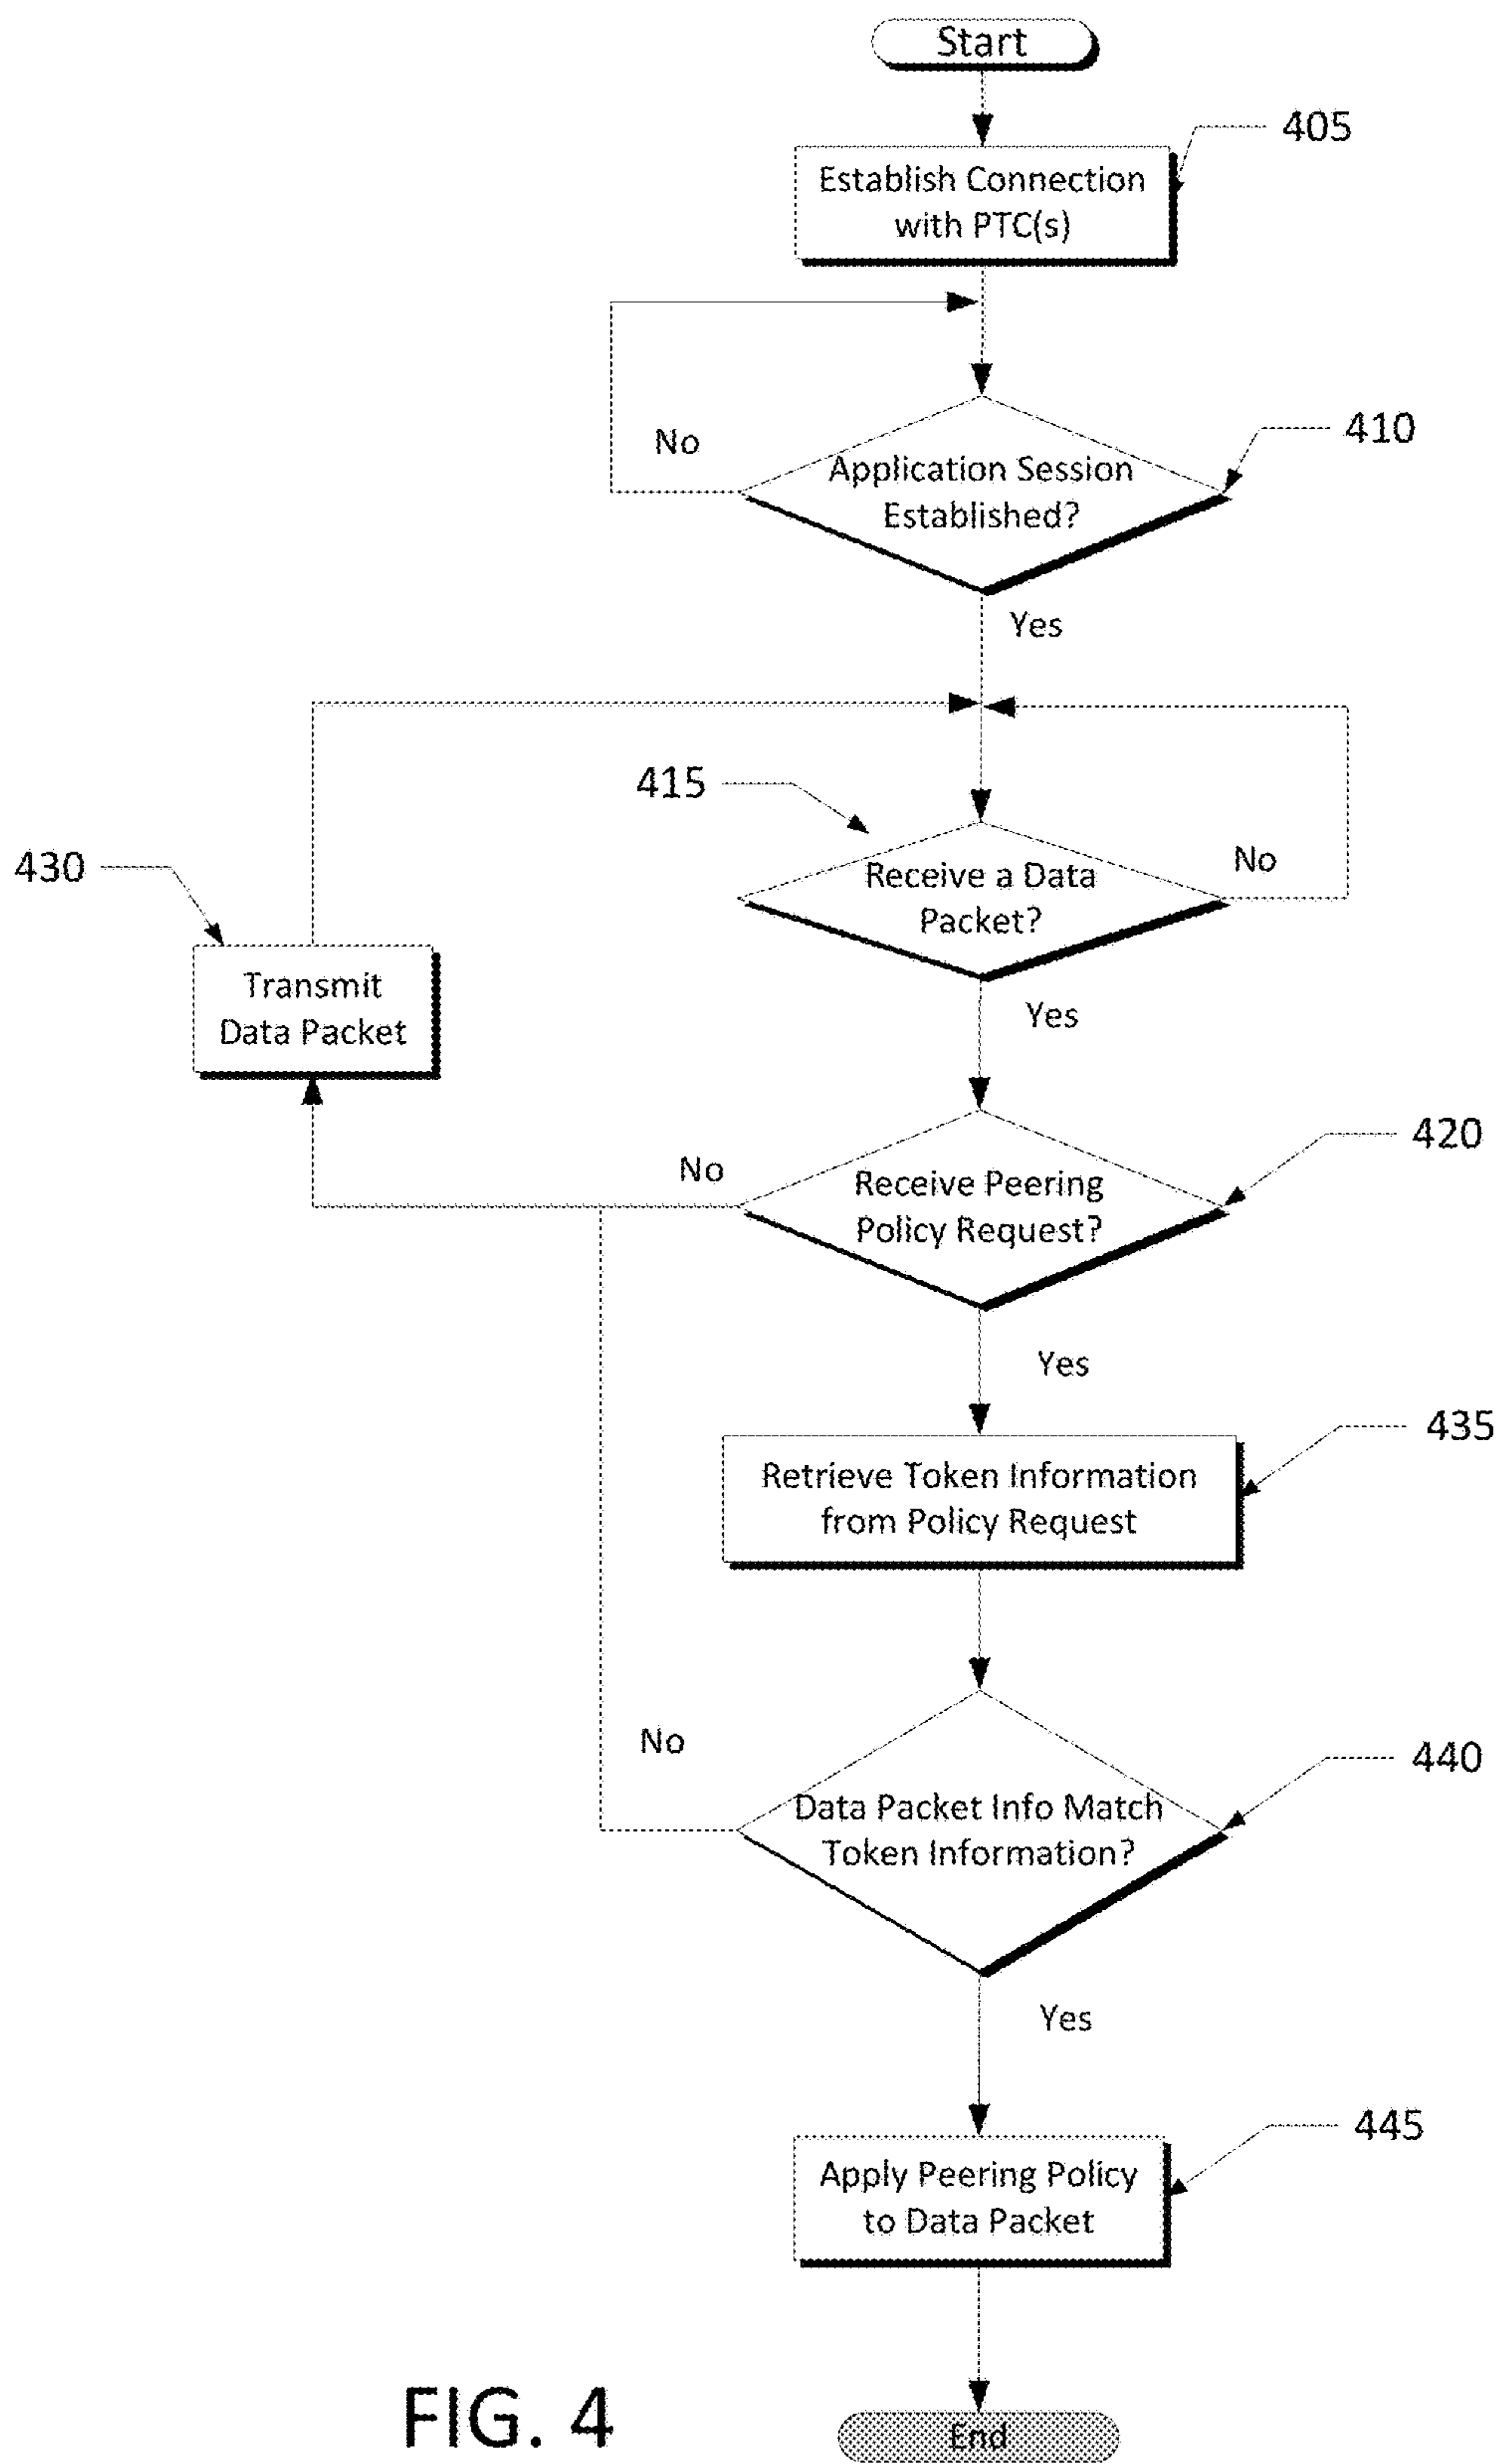 Start
405
Establish Connection
with PTC(s)
No
410
Application Session
Established?
Yes
415
430
Receive a Data
Packet?
No
Transmit
Data Packet
Yes
420
No
Receive Peering
Policy Request?
Yes
435
Retrieve Token Information
from Policy Request
No
440
Data Packet Info Match
Token Information?
Yes
445
Apply Peering Policy
to Data Packet
FIG. 4
End